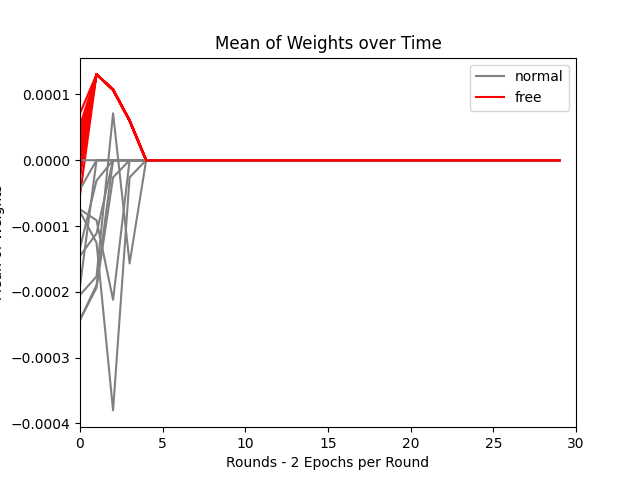 Mean of Weights over Time
normal
free
0.0001
0.0000
−0.0001
−0.0002
−0.0003
−0.0004
0 5 10 15 20 25 30
Rounds - 2 Epochs per Round